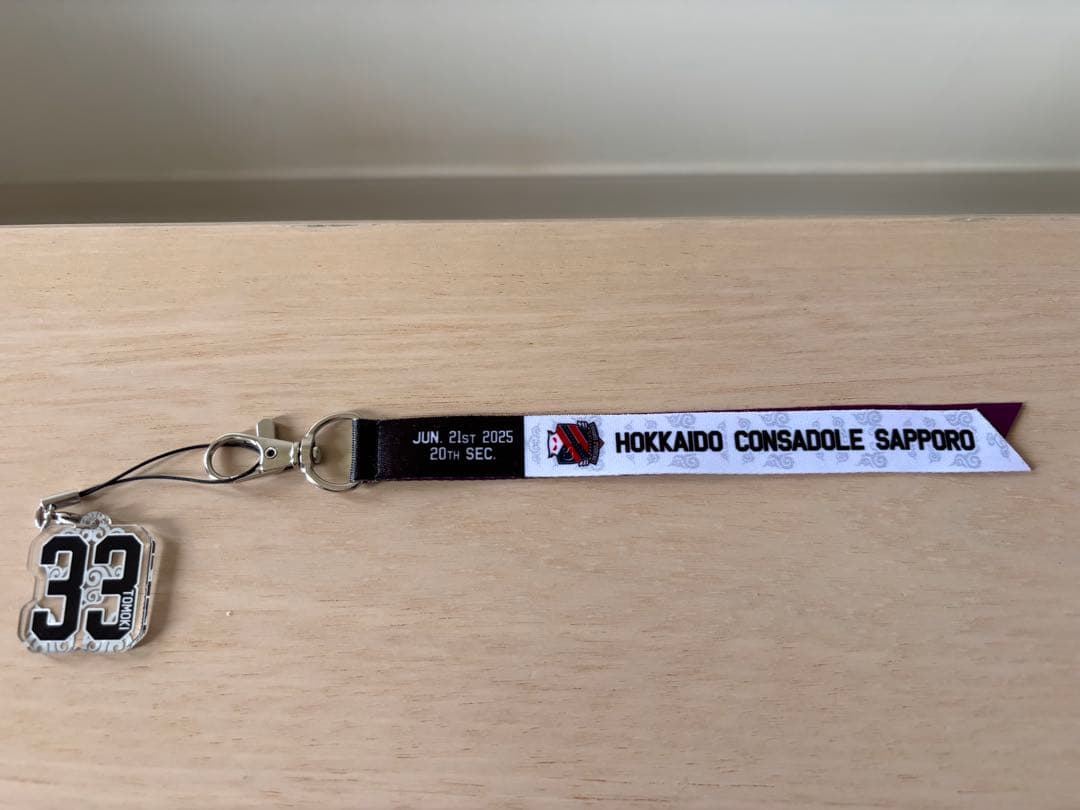 JUN. 21ST 2025
20TH SEC.
HOKKAIDO CONSADOLE SAPPORO
33
TOMOKI